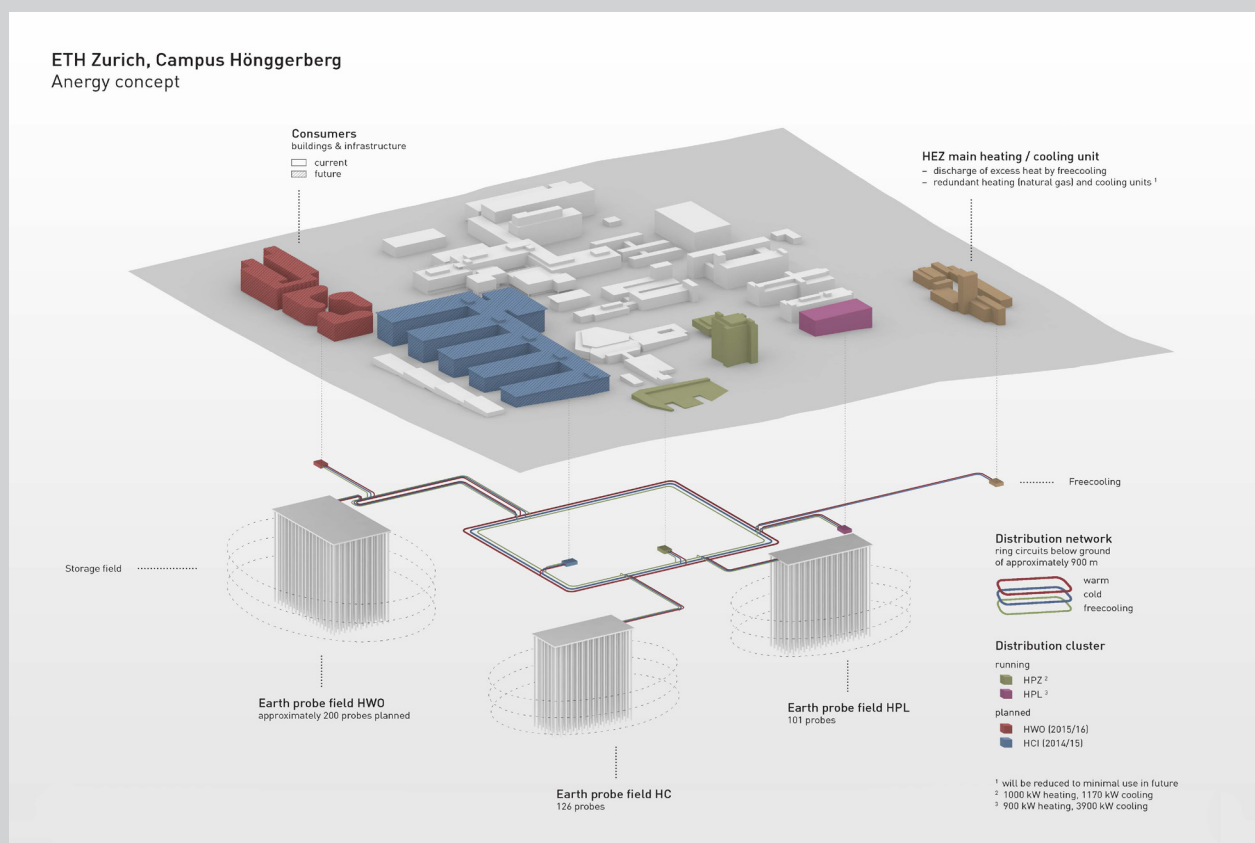 ETH Zurich, Campus Hönggerberg
Anergy concept
Consumers
buildings & infrastructure
current
future
HEZ main heating / cooling unit
– discharge of excess heat by freecooling
– redundant heating (natural gas) and cooling units ¹
Freecooling
Storage field
Distribution network
ring circuits below ground
of approximately 900 m
warm
cold
freecooling
Distribution cluster
running
HPZ ²
HPL ³
planned
HWO (2015/16)
HCI (2014/15)
Earth probe field HWO
approximately 200 probes planned
Earth probe field HPL
101 probes
Earth probe field HC
126 probes
¹ will be reduced to minimal use in future
² 1000 kW heating, 1170 kW cooling
³ 900 kW heating, 3900 kW cooling